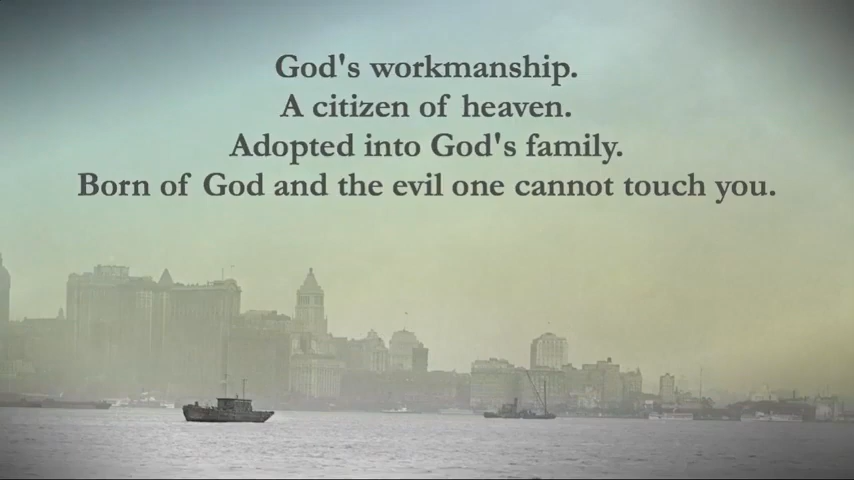 God's workmanship.
A citizen of heaven.
Adopted into God's family.
Born of God and the evil one cannot touch you.